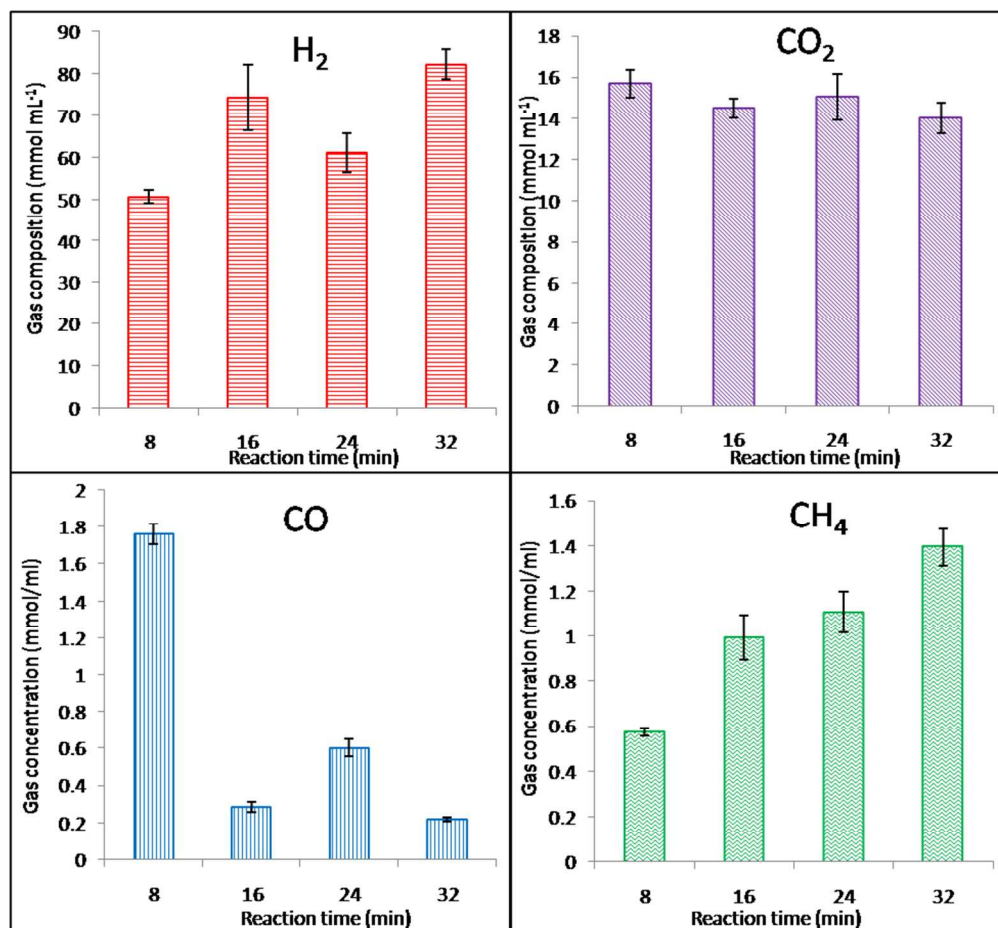 H2
Gas composition (mmol mL-1)
90
80
70
60
50
40
30
20
10
0
8 16 24 32
Reaction time (min)
CO2
Gas composition (mmol mL-1)
18
16
14
12
10
8
6
4
2
0
8 16 24 32
Reaction time (min)
CO
Gas concentration (mmol/ml)
2
1.8
1.6
1.4
1.2
1
0.8
0.6
0.4
0.2
0
8 16 24 32
Reaction time (min)
CH4
Gas concentration (mmol/ml)
1.6
1.4
1.2
1
0.8
0.6
0.4
0.2
0
8 16 24 32
Reaction time (min)